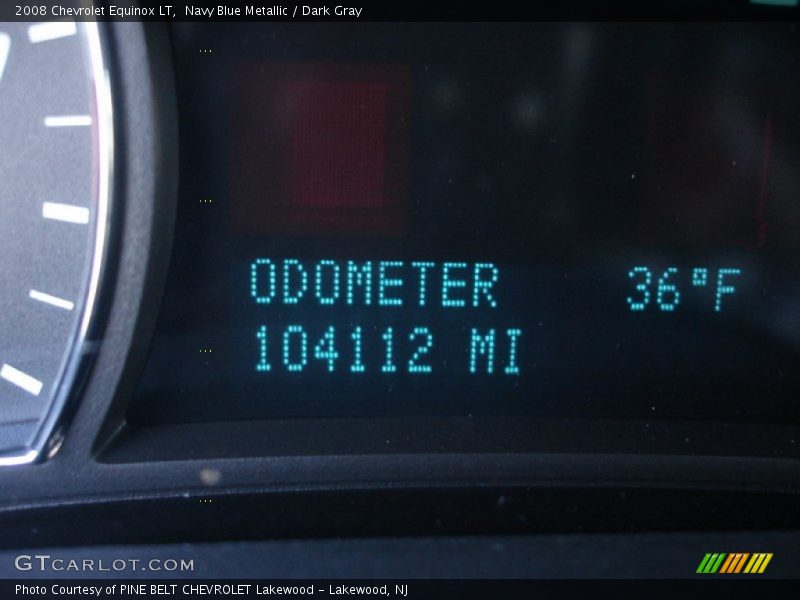 2008 Chevrolet Equinox LT,  Navy Blue Metallic / Dark Gray
ODOMETER 36°F
104112 MI
GTCARLOT.COM
Photo Courtesy of PINE BELT CHEVROLET Lakewood - Lakewood, NJ